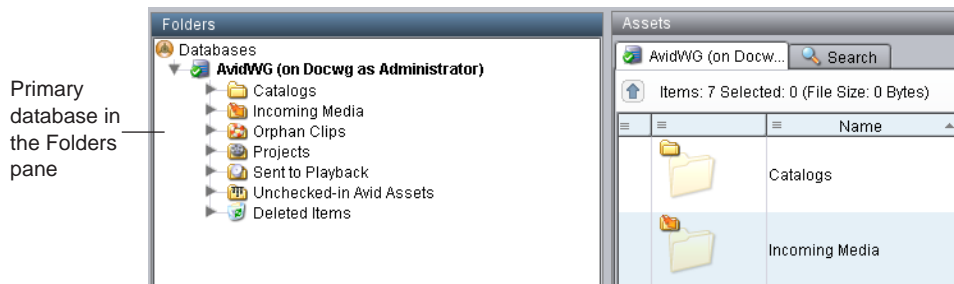 Primary
database in
the Folders
pane
Folders
Databases
AvidWG (on Docwg as Administrator)
Catalogs
Incoming Media
Orphan Clips
Projects
Sent to Playback
Unchecked-in Avid Assets
Deleted Items
Assets
AvidWG (on Docw... Search
Items: 7 Selected: 0 (File Size: 0 Bytes)
Name
Catalogs
Incoming Media